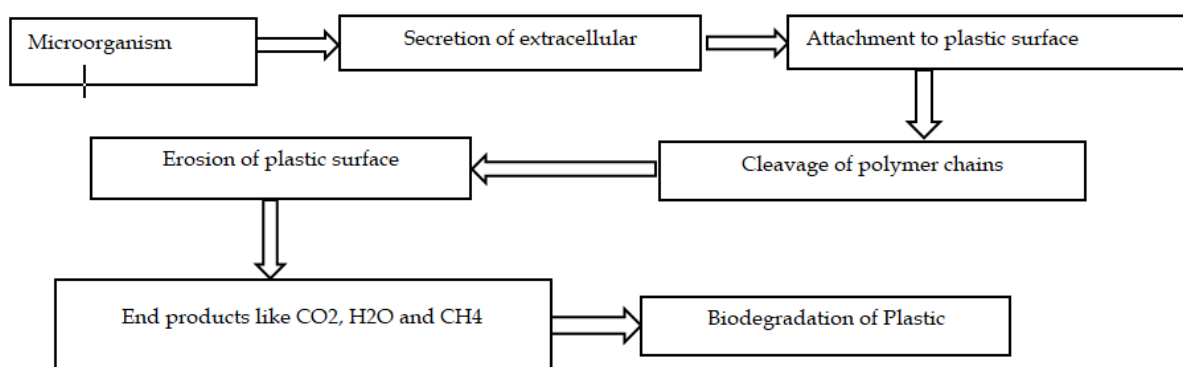 Microorganism
Secretion of extracellular
Attachment to plastic surface
Cleavage of polymer chains
Erosion of plastic surface
End products like CO2, H2O and CH4
Biodegradation of Plastic